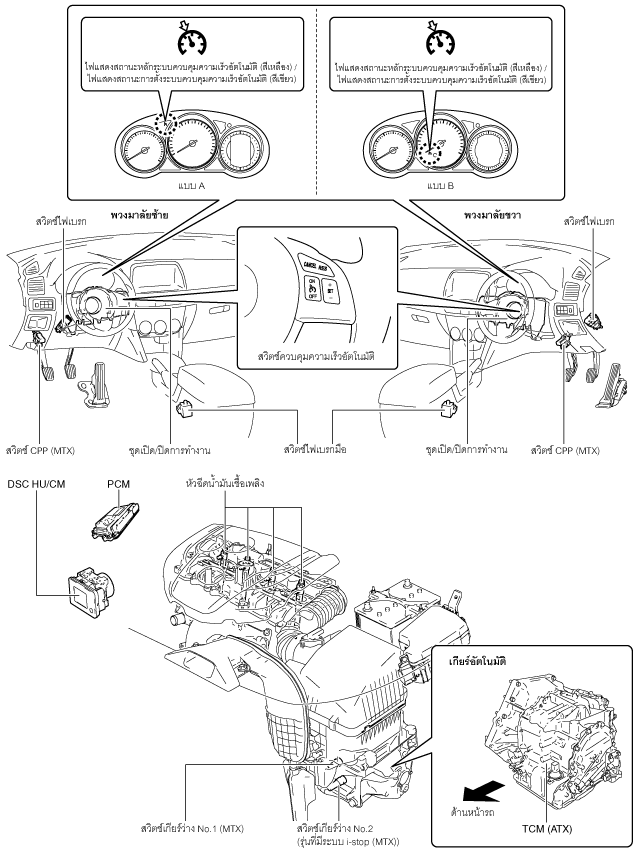 ไฟแสดงสถานะหลักระบบควบคุมความเร็วอัตโนมัติ (สีเหลือง) /
ไฟแสดงสถานะการตั้งระบบควบคุมความเร็วอัตโนมัติ (สีเขียว)
ไฟแสดงสถานะหลักระบบควบคุมความเร็วอัตโนมัติ (สีเหลือง) /
ไฟแสดงสถานะการตั้งระบบควบคุมความเร็วอัตโนมัติ (สีเขียว)
แบบ A
แบบ B
สวิตช์ไฟเบรก
พวงมาลัยซ้าย
พวงมาลัยขวา
สวิตช์ไฟเบรก
CANCEL
RES
ON
OFF
SET
สวิตช์ควบคุมความเร็วอัตโนมัติ
สวิตช์ CPP (MTX)
ชุดเปิด/ปิดการทำงาน
สวิตช์ไฟเบรกมือ
ชุดเปิด/ปิดการทำงาน
สวิตช์ CPP (MTX)
DSC HU/CM
PCM
หัวฉีดน้ำมันเชื้อเพลิง
เกียร์อัตโนมัติ
ด้านหน้ารถ
TCM (ATX)
สวิตช์เกียร์ว่าง No.1 (MTX)
สวิตช์เกียร์ว่าง No.2
(รุ่นที่มีระบบ i-stop (MTX))